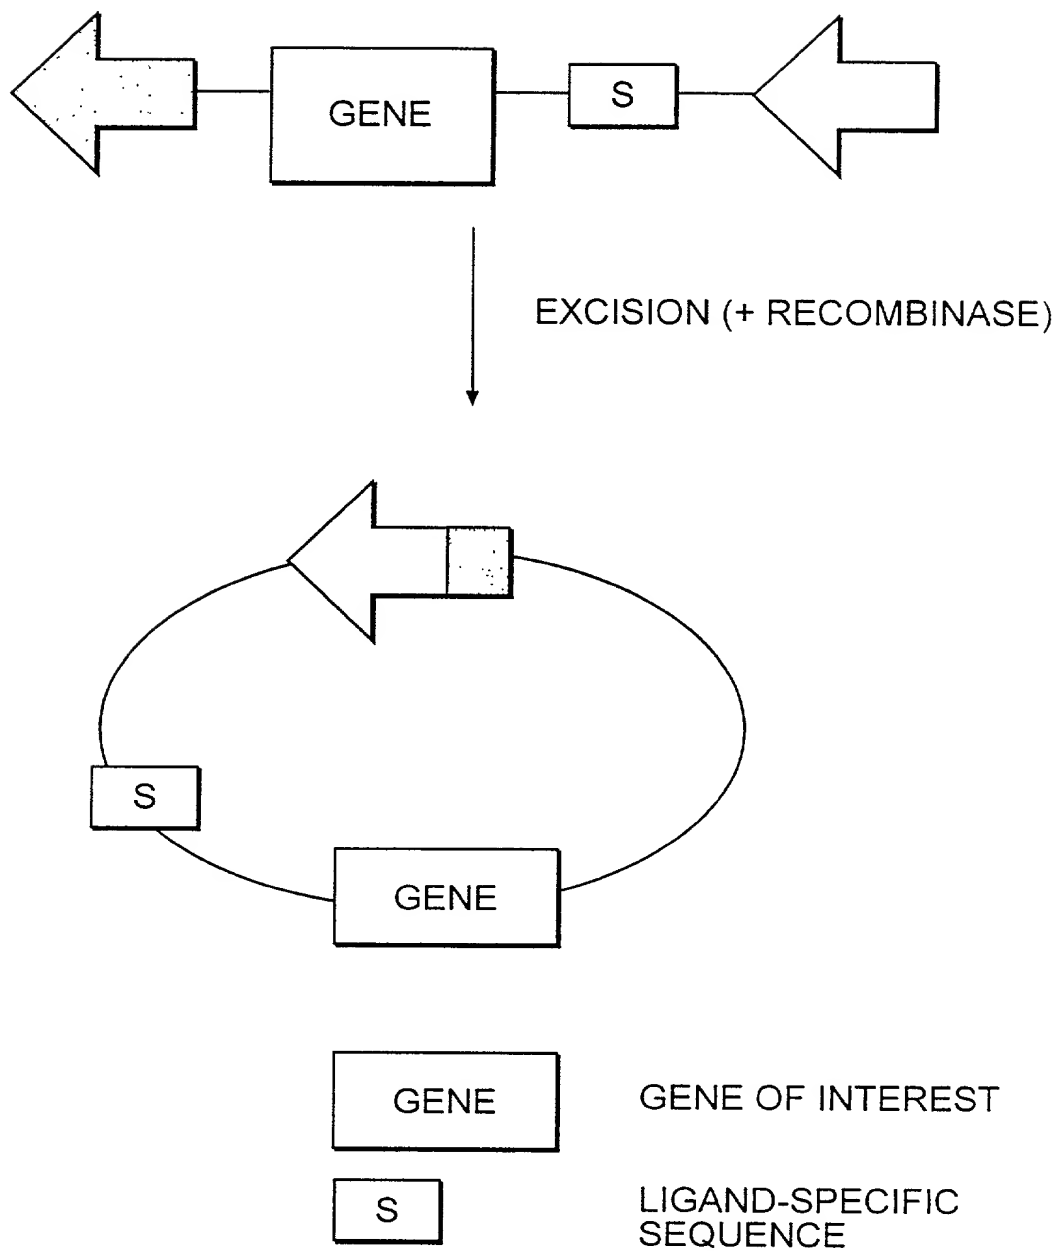 GENE
S
EXCISION (+ RECOMBINASE)
S
GENE
GENE
GENE OF INTEREST
S
LIGAND-SPECIFIC
SEQUENCE